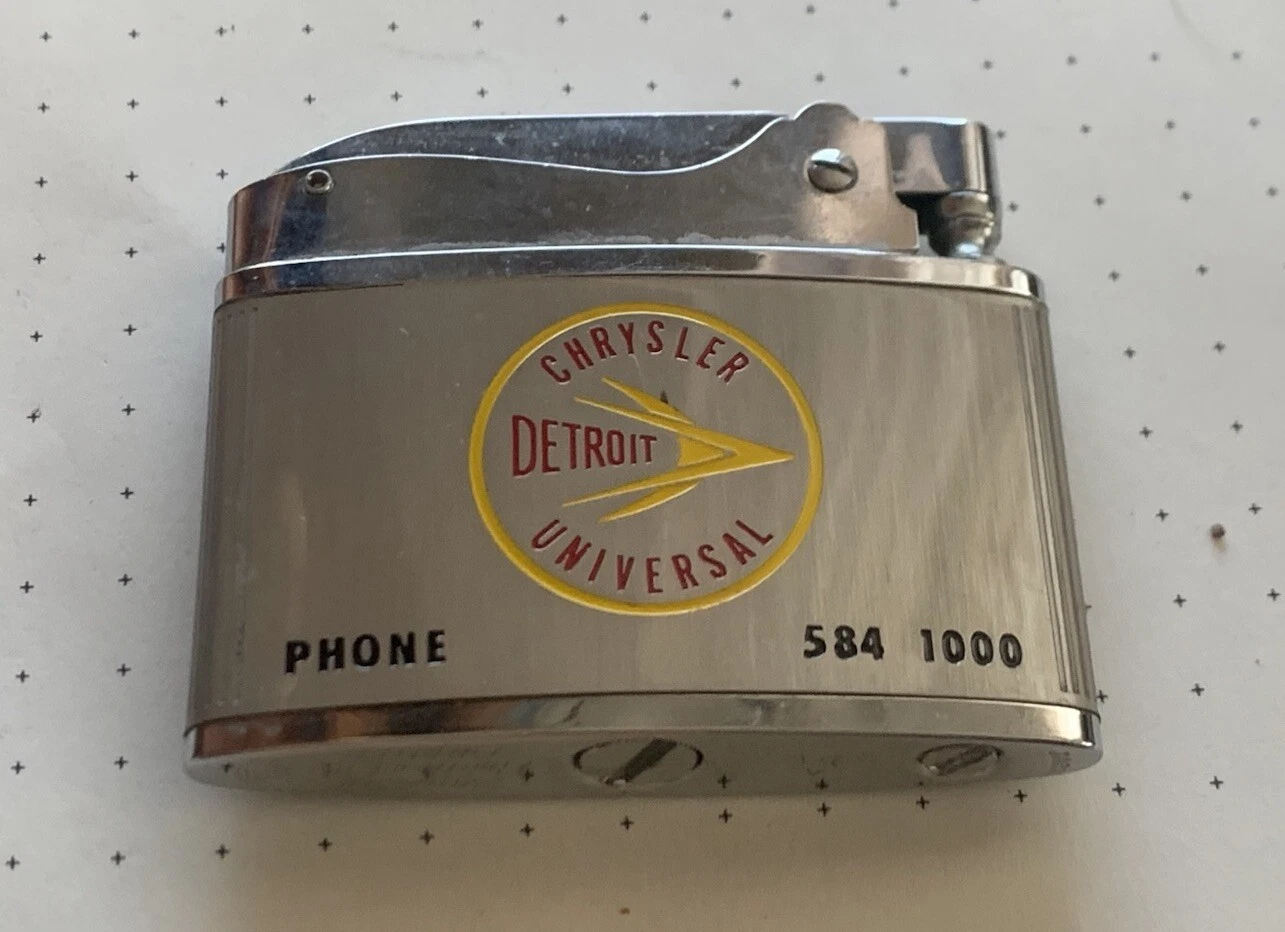 CHRYSLER
DETROIT
UNIVERSAL
PHONE 584 1000